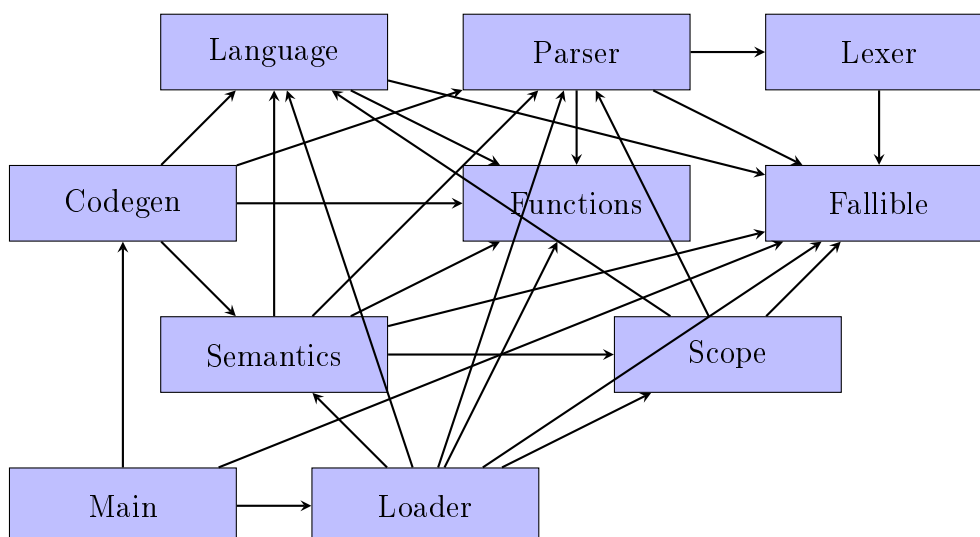 Language
Parser
Lexer
Codegen
Functions
Fallible
Semantics
Scope
Main
Loader